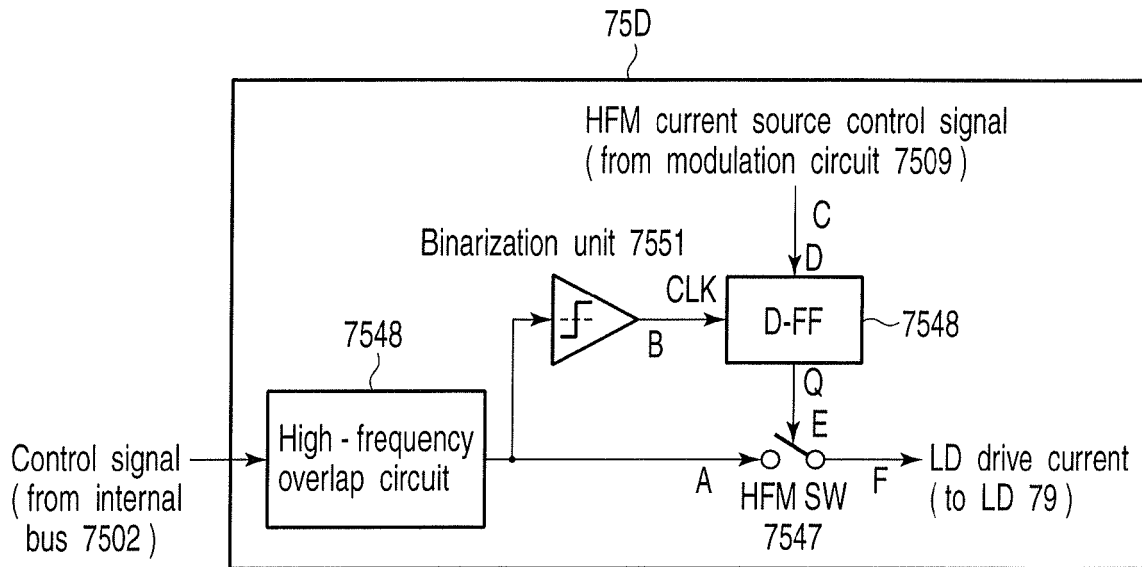 75D
HFM current source control signal
( from modulation circuit 7509 )
C
Binarization unit 7551
D
CLK
D-FF
7548
B
7548
Q
E
High - frequency
overlap circuit
Control signal
( from internal
bus 7502 )
A
HFM SW
7547
F
LD drive current
( to LD 79 )